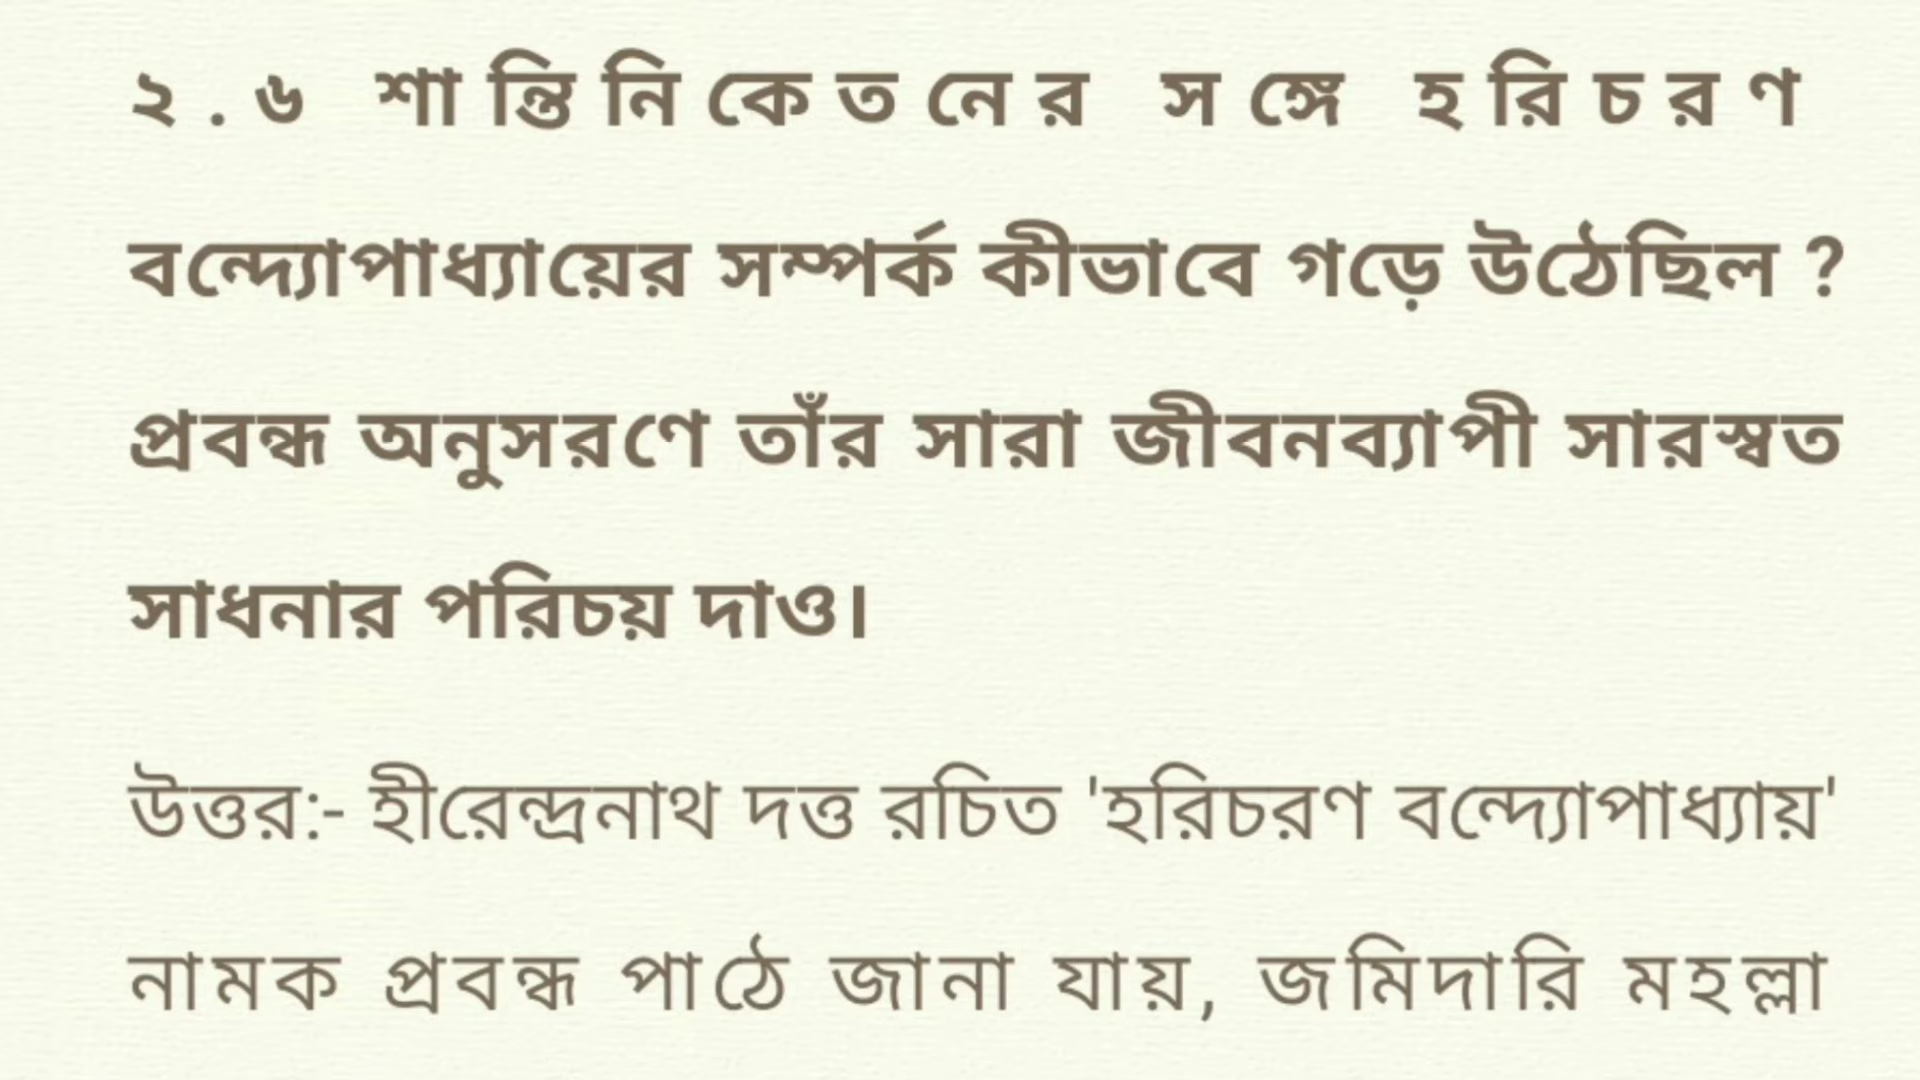 ২.৬ শান্তিনিকেতনের সঙ্গে হরিচরণ
বন্দ্যোপাধ্যায়ের সম্পর্ক কীভাবে গড়ে উঠেছিল ?
প্রবন্ধ অনুসরণে তাঁর সারা জীবনব্যাপী সারস্বত
সাধনার পরিচয় দাও।
উত্তর:- হীরেন্দ্রনাথ দত্ত রচিত 'হরিচরণ বন্দ্যোপাধ্যায়'
নামক প্রবন্ধ পাঠে জানা যায়, জমিদারি মহল্লা